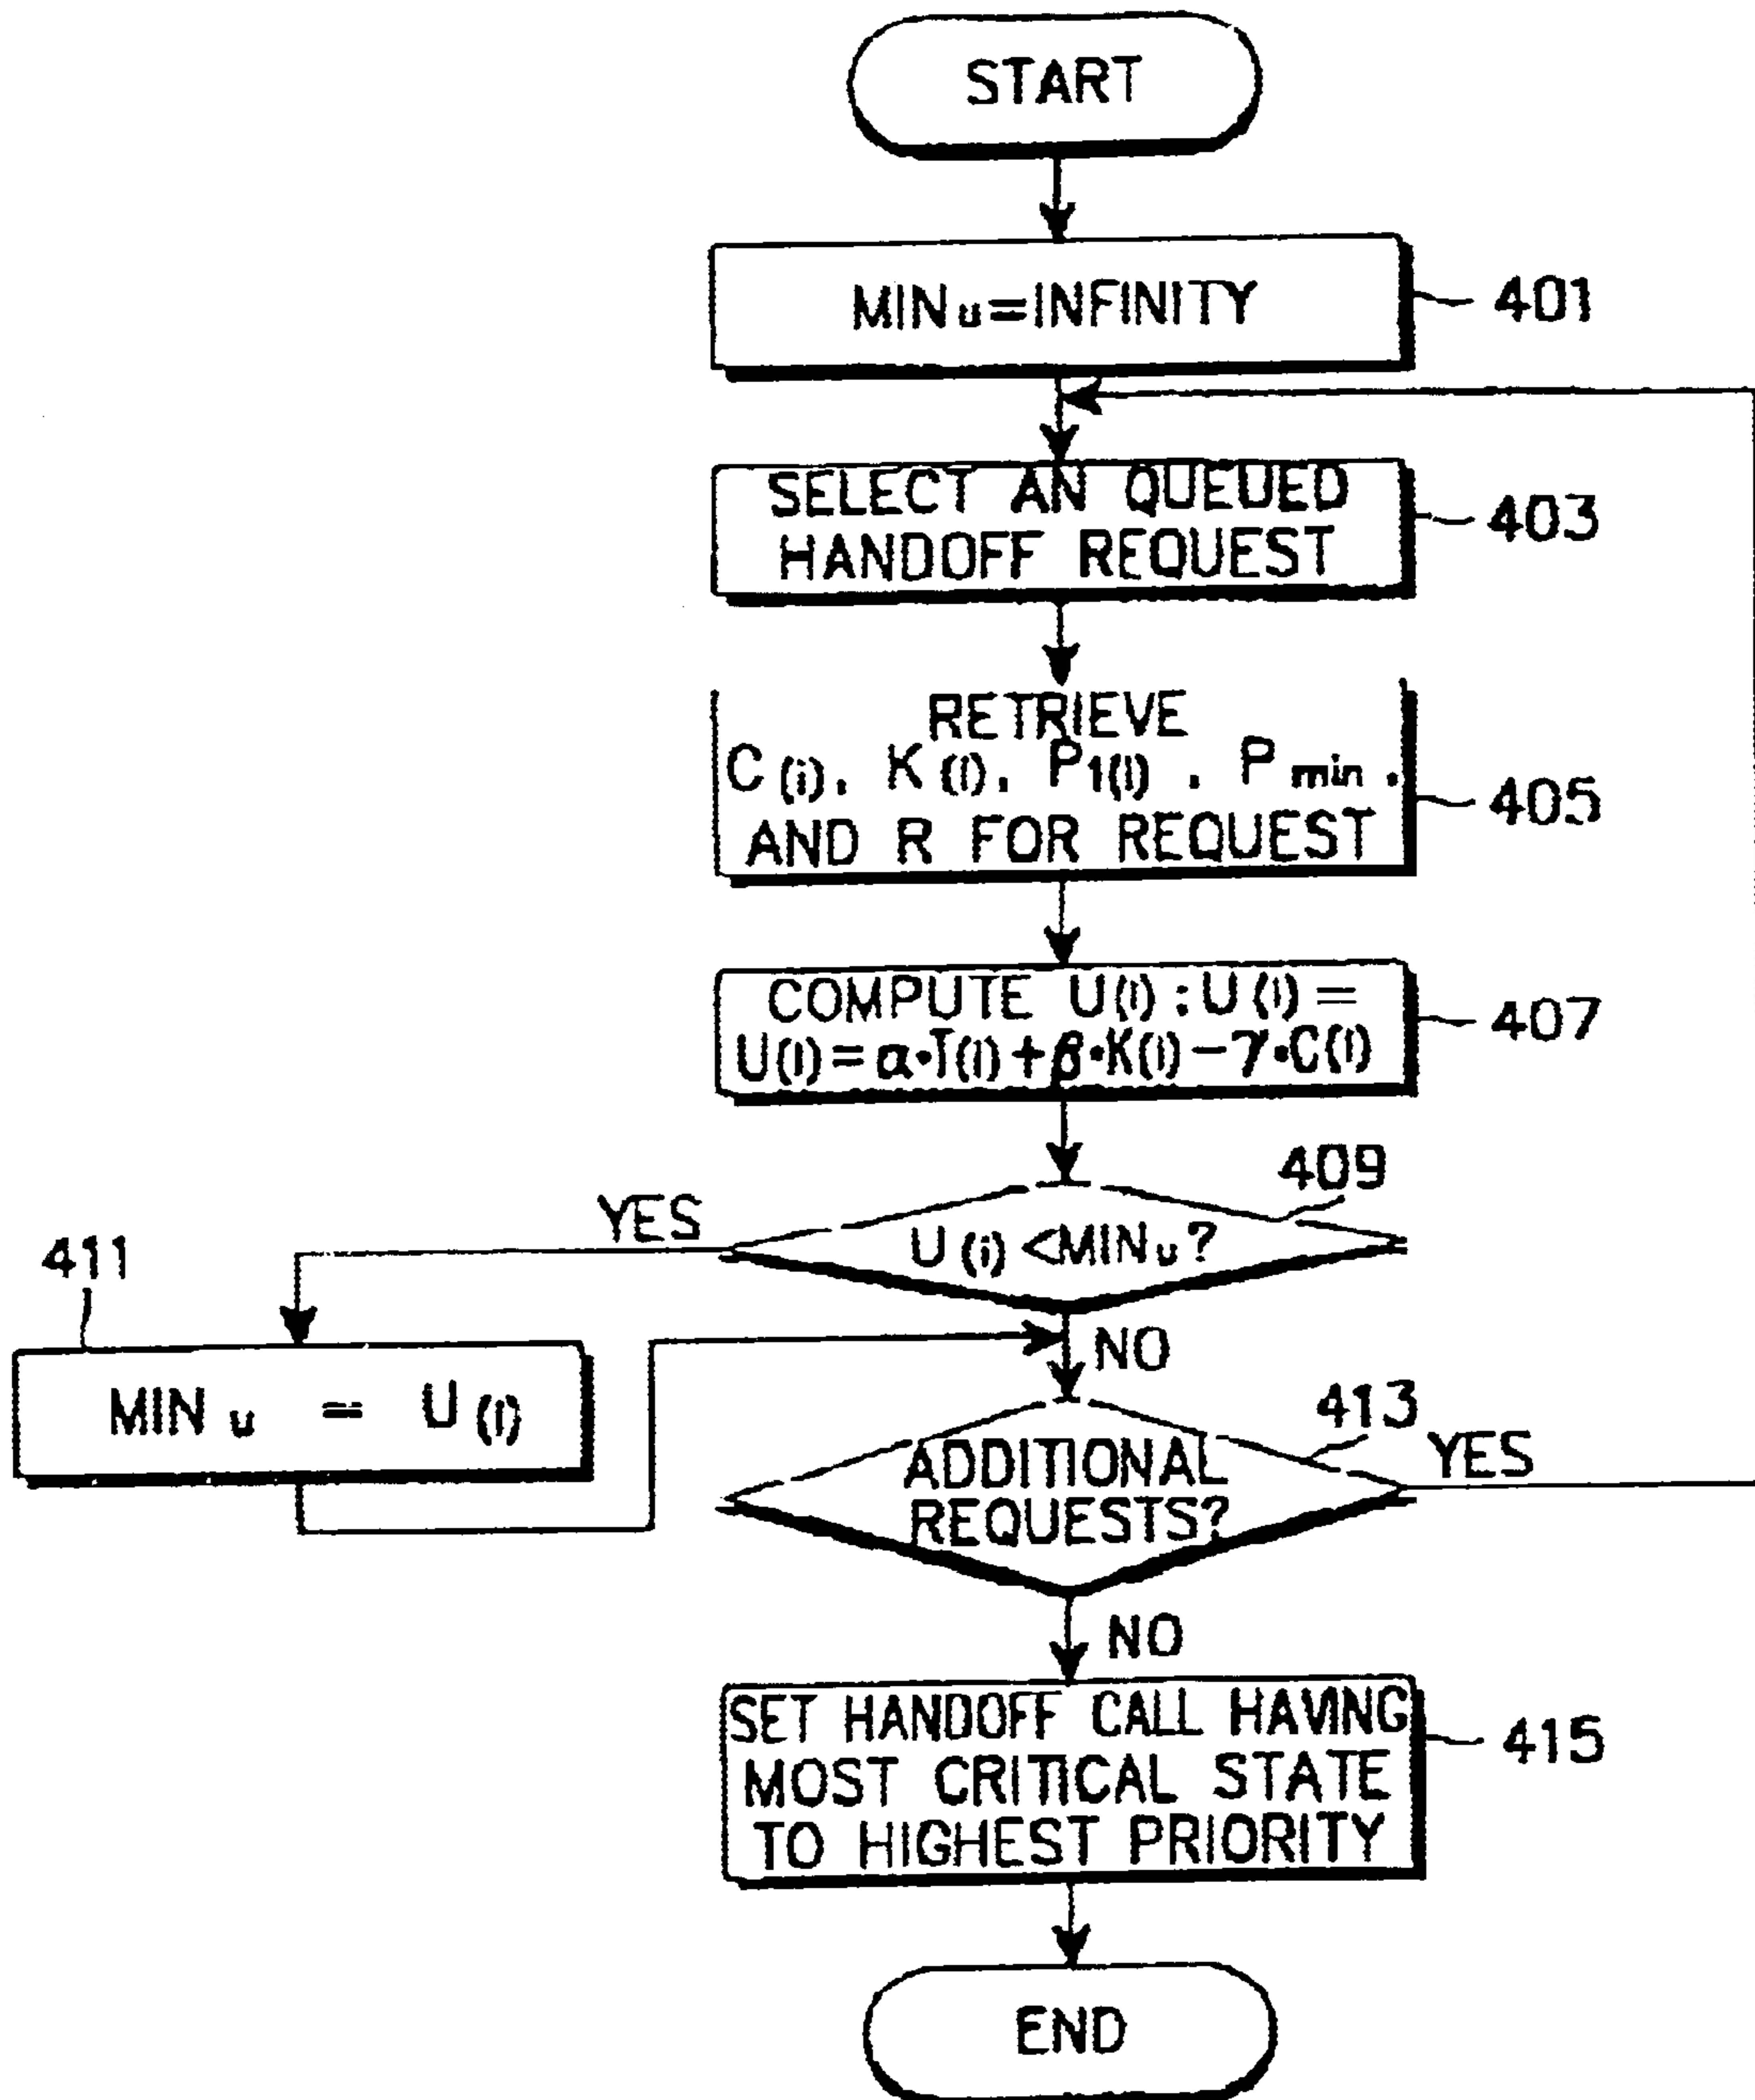 START
MINu=INFINITY
401
SELECT AN QUEUED
HANDOFF REQUEST
403
RETRIEVE
C(i), K(i), P1(i), Pmin,
AND R FOR REQUEST
405
COMPUTE U(i) : U(i) =
U(i)=α·T(i)+β·K(i)-γ·C(i)
407
409
YES
U(i)<MINu?
411
NO
MINu = U(i)
413
YES
ADDITIONAL
REQUESTS?
NO
SET HANDOFF CALL HAVING
MOST CRITICAL STATE
TO HIGHEST PRIORITY
415
END